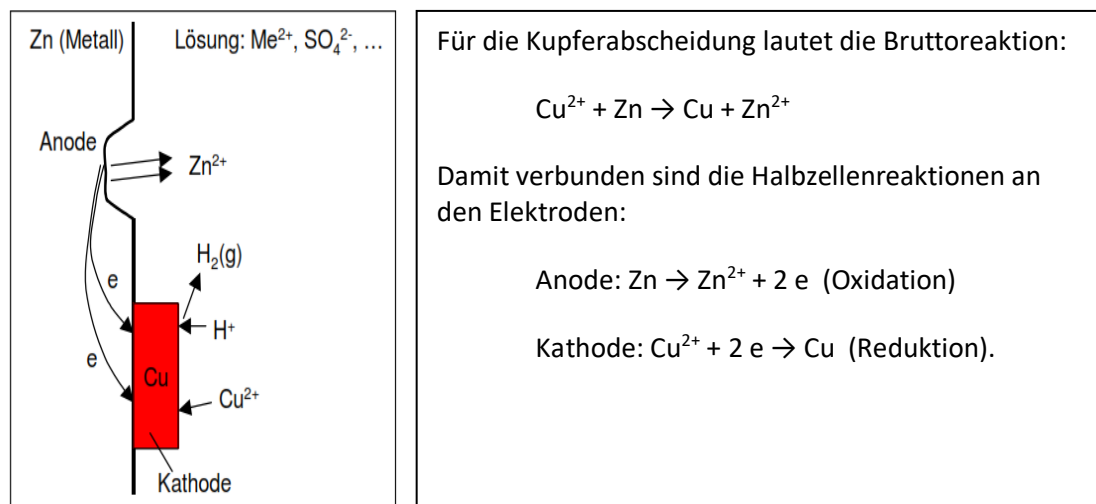 Zn (Metall) Lösung: Me²⁺, SO₄²⁻, …
Anode
Zn²⁺
H₂(g)
e
H⁺
e
Cu
Cu²⁺
Kathode
Für die Kupferabscheidung lautet die Bruttoreaktion:
Cu²⁺ + Zn → Cu + Zn²⁺
Damit verbunden sind die Halbzellenreaktionen an
den Elektroden:
Anode: Zn → Zn²⁺ + 2 e (Oxidation)
Kathode: Cu²⁺ + 2 e → Cu (Reduktion).